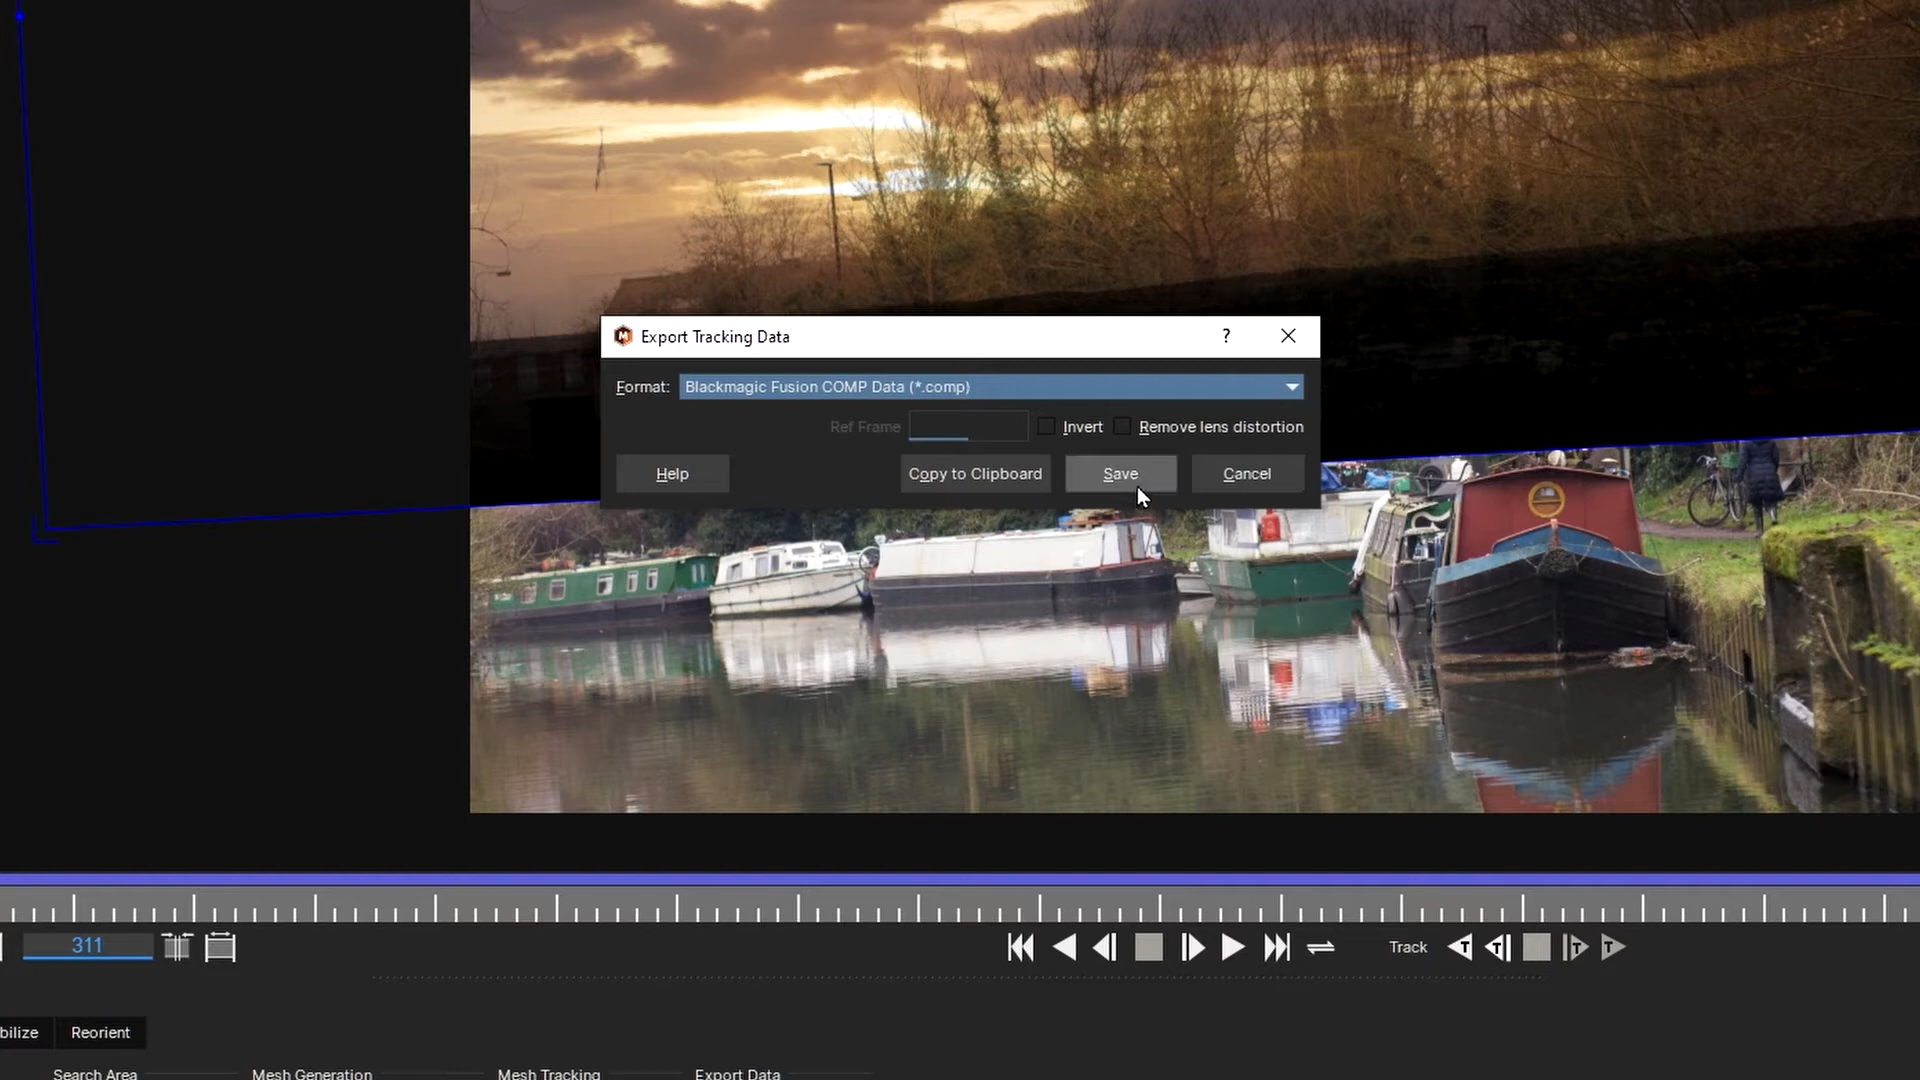 Export Tracking Data
?
Format: Blackmagic Fusion COMP Data (*.comp)
Ref Frame Invert Remove lens distortion
Help Copy to Clipboard Save Cancel
311 Track
bilize Reorient
Search Area Mesh Generation Mesh Tracking Export Data